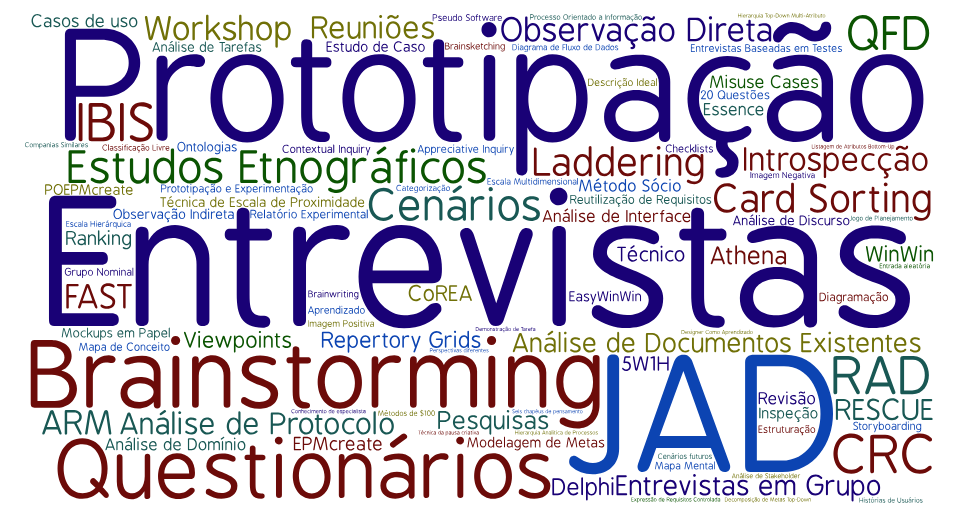 Casos de uso
Workshop
Reuniões
Pseudo Software
Processo Orientado a Informação
Hierarquia Top-Down Multi-Atributo
Observação Direta
QFD
Análise de Tarefas
Estudo de Caso
Brainsketching
Diagrama de Fluxo de Dados
Entrevistas Baseadas em Testes
Prototipação
Descrição Ideal
Misuse Cases
20 Questões
Essence
IBIS
Companias Similares
Classificação Livre
Ontologias
Contextual Inquiry
Appreciative Inquiry
Checklists
Listagem de Atributos Bottom-Up
Estudos Etnográficos
Laddering
Introspecção
Imagem Negativa
POEPMcreate
Prototipação e Experimentação
Categorização
Escala Multidimensional
Método Sócio
Card Sorting
Técnica de Escala de Proximidade
Cenários
Reutilização de Requisitos
Observação Indireta
Relatório Experimental
Análise de Interface
Análise de Discurso
Jogo de Planejamento
Escala Hierárquica
Entrevistas
Ranking
Técnico
Athena
WinWin
Entrada aleatória
Grupo Nominal
FAST
Brainwriting
CoREA
EasyWinWin
Diagramação
Aprendizado
Imagem Positiva
Demonstração de Tarefa
Designer Como Aprendizado
Mockups em Papel
Viewpoints
Repertory Grids
Análise de Documentos Existentes
Mapa de Conceito
Perspectivas diferentes
Brainstorming
JAD
5W1H
RAD
Revisão
Inspeção
Estruturação
RESCUE
Storyboarding
Conhecimento de especialista
Métodos de $100
Seis chapéus de pensamento
ARM
Análise de Protocolo
Pesquisas
Técnica da pausa criativa
Hierarquia Analítica de Processos
Análise de Domínio
EPMcreate
Modelagem de Metas
CRC
Questionários
Cenários futuros
Mapa Mental
Análise de Stakeholder
Delphi
Entrevistas em Grupo
Expressão de Requisitos Controlada
Decomposição de Metas Top-Down
Histórias de Usuários